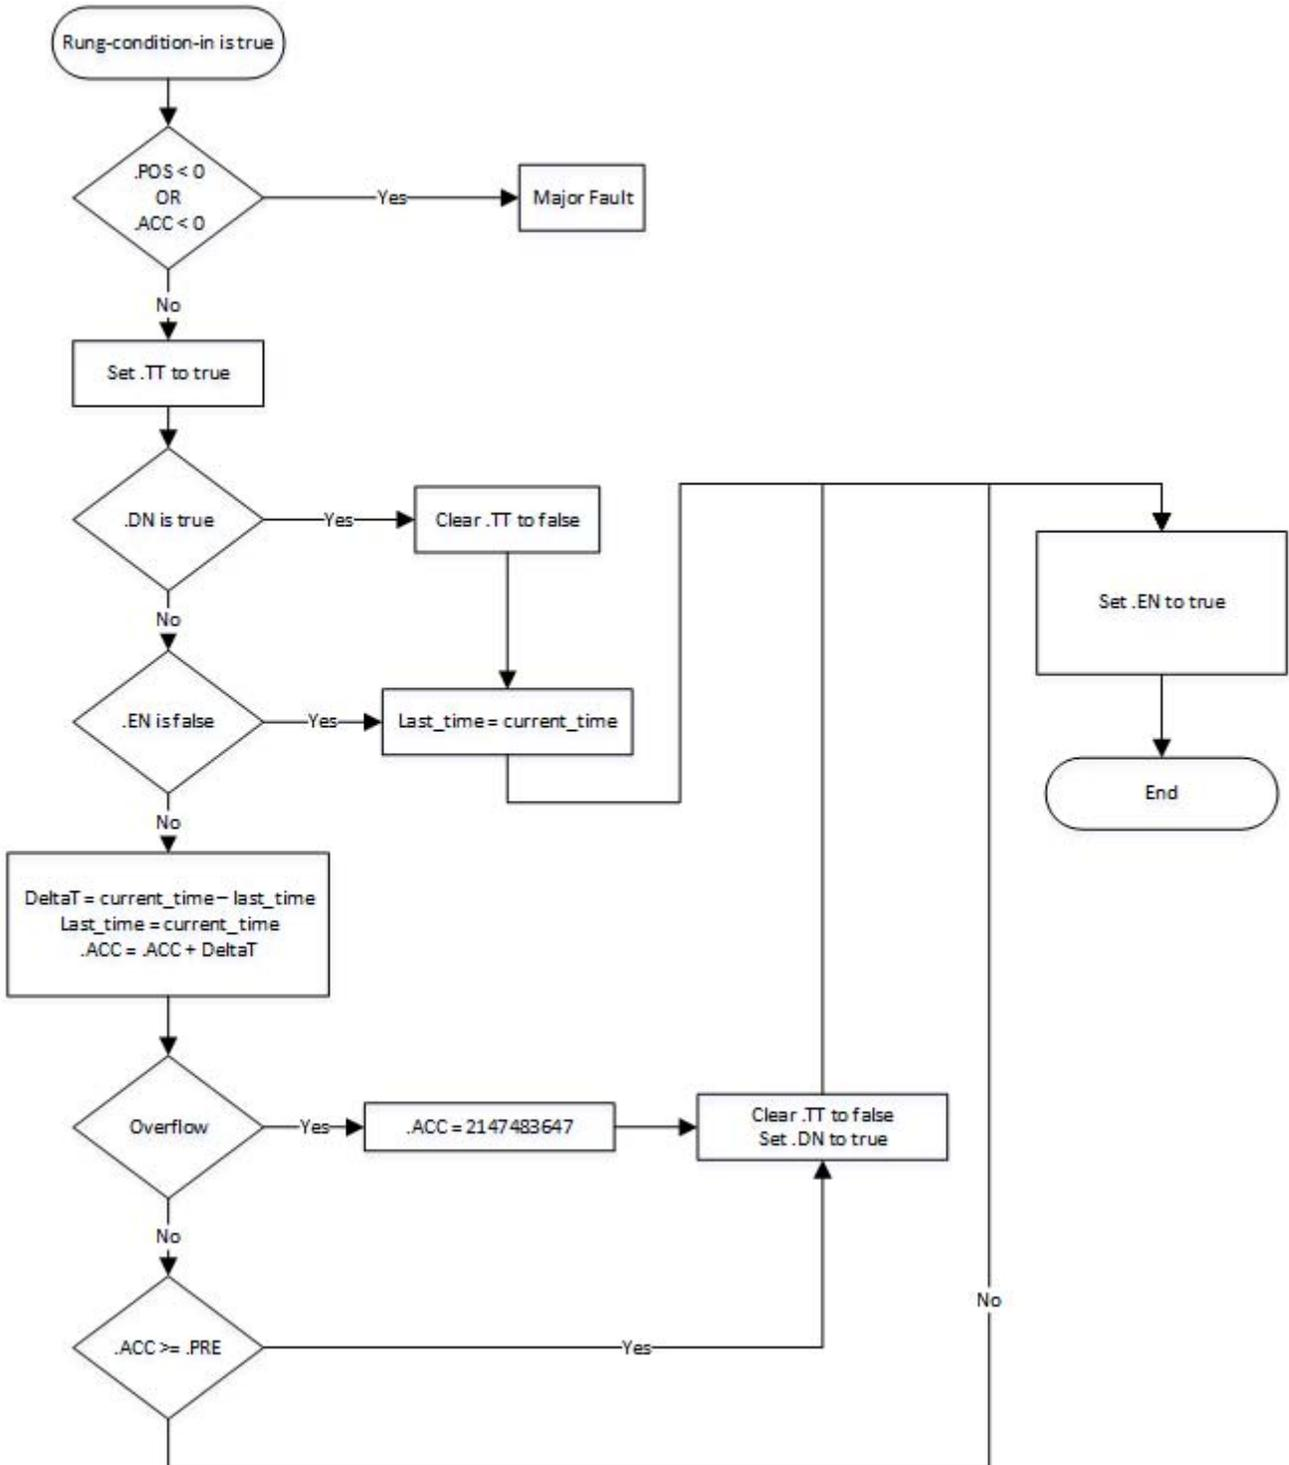 Rung-condition-in is true
.POS < 0
OR
.ACC < 0
Yes
Major Fault
No
Set .TT to true
.DN is true
Yes
Clear .TT to false
No
Set .EN to true
.EN is false
Yes
Last_time = current_time
End
No
DeltaT = current_time – last_time
Last_time = current_time
.ACC = .ACC + DeltaT
Overflow
Yes
.ACC = 2147483647
Clear .TT to false
Set .DN to true
No
No
.ACC >= .PRE
Yes